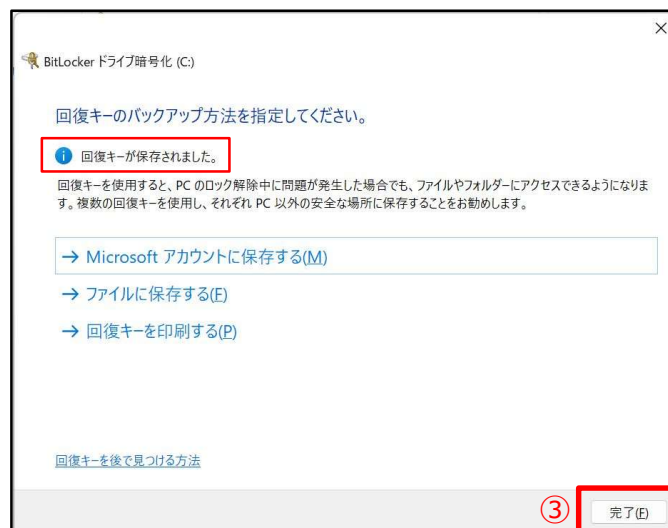 BitLocker ドライブ暗号化 (C:)
回復キーのバックアップ方法を指定してください。
回復キーが保存されました。
回復キーを使用すると、PC のロック解除中に問題が発生した場合でも、ファイルやフォルダーにアクセスできるようになりま
す。複数の回復キーを使用し、それぞれ PC 以外の安全な場所に保存することをお勧めします。
→ Microsoft アカウントに保存する(M)
→ ファイルに保存する(F)
→ 回復キーを印刷する(P)
回復キーを後で見つける方法
③ 完了(F)